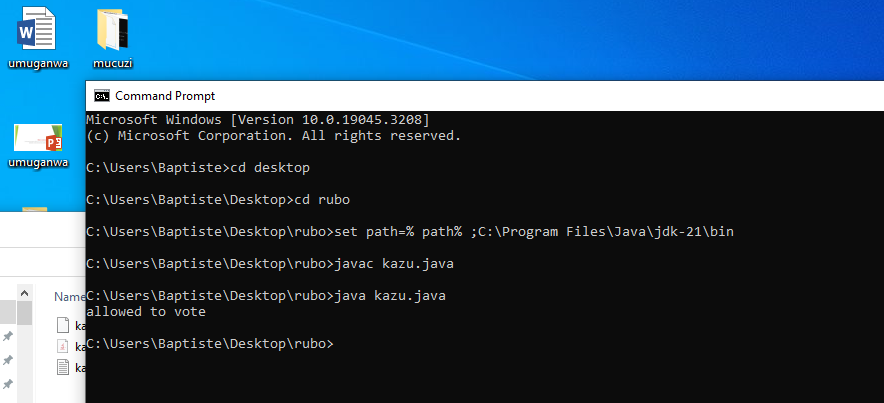 umuganwa
mucuzi
umuganwa
Command Prompt
Microsoft Windows [Version 10.0.19045.3208]
(c) Microsoft Corporation. All rights reserved.
C:\Users\Baptiste>cd desktop
C:\Users\Baptiste\Desktop>cd rubo
C:\Users\Baptiste\Desktop\rubo>set path=% path% ;C:\Program Files\Java\jdk-21\bin
C:\Users\Baptiste\Desktop\rubo>javac kazu.java
C:\Users\Baptiste\Desktop\rubo>java kazu.java
allowed to vote
C:\Users\Baptiste\Desktop\rubo>
Name
ka
ka
ka